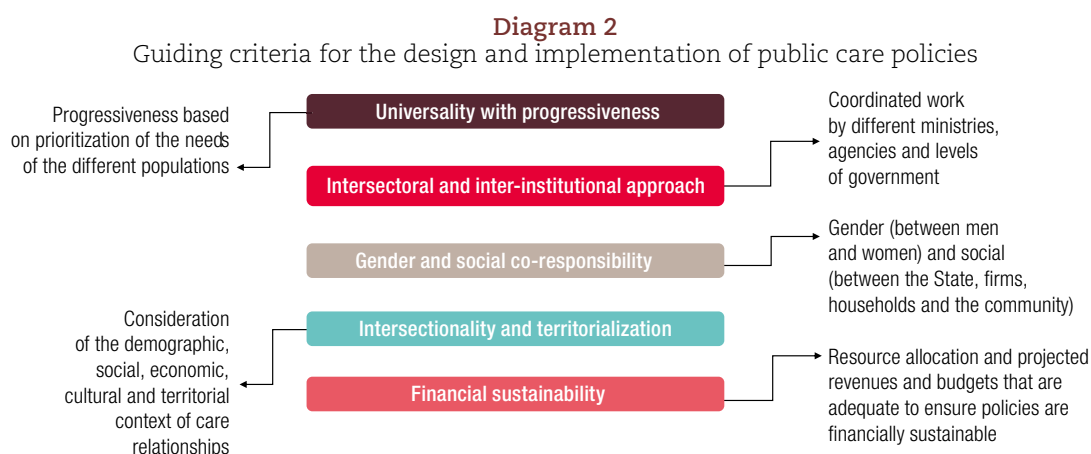 Diagram 2
Guiding criteria for the design and implementation of public care policies
Universality with progressiveness
Progressiveness based
on prioritization of the needs
of the different populations
Intersectoral and inter-institutional approach
Coordinated work
by different ministries,
agencies and levels
of government
Gender and social co-responsibility
Gender (between men
and women) and social
(between the State, firms,
households and the community)
Intersectionality and territorialization
Consideration
of the demographic,
social, economic,
cultural and territorial
context of care
relationships
Financial sustainability
Resource allocation and projected
revenues and budgets that are
adequate to ensure policies are
financially sustainable